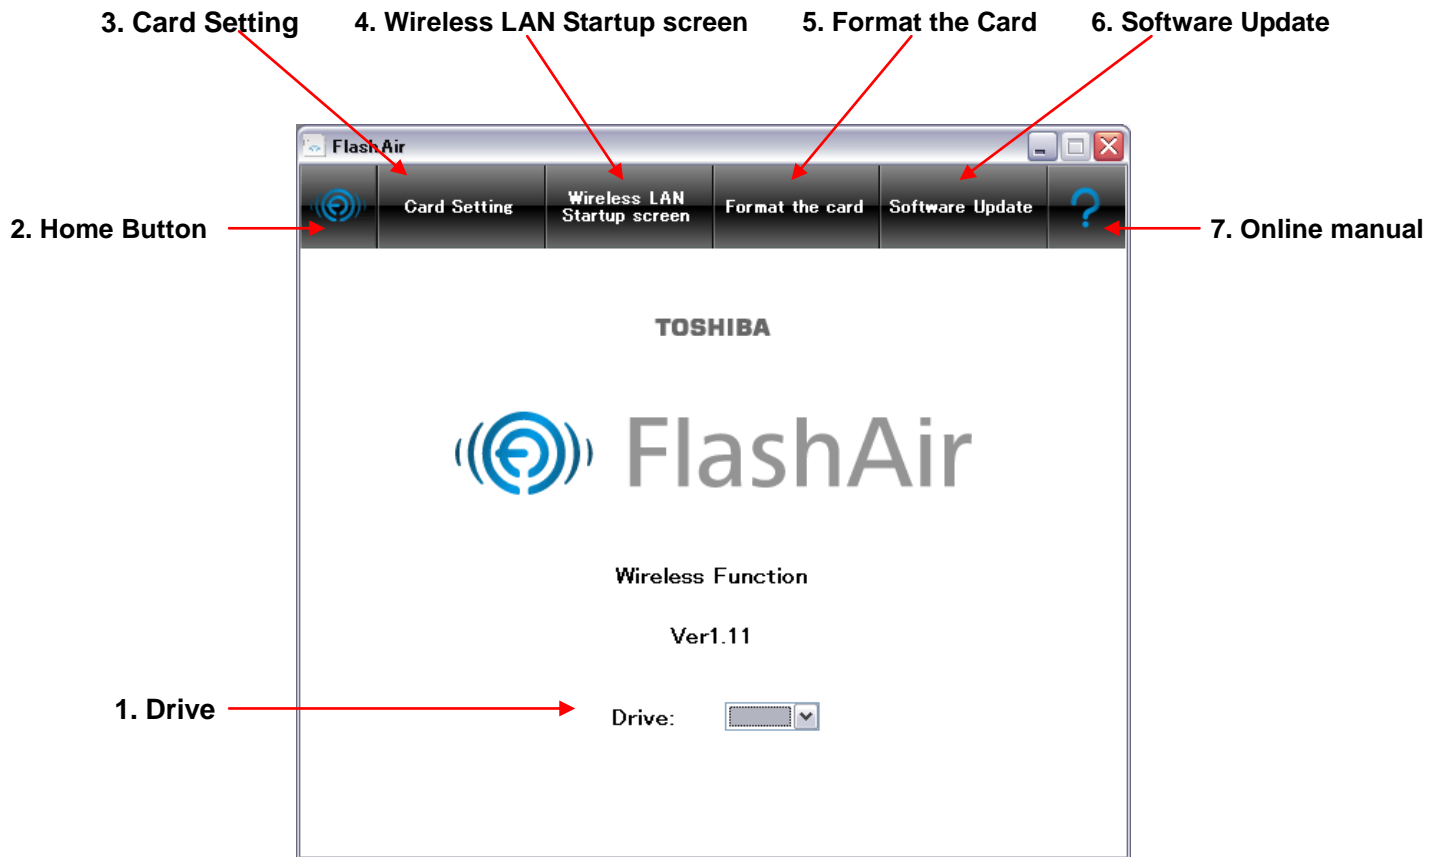 3. Card Setting
4. Wireless LAN Startup screen
5. Format the Card
6. Software Update
FlashAir
2. Home Button
Card Setting
Wireless LAN
Startup screen
Format the card
Software Update
?
7. Online manual
TOSHIBA
FlashAir
Wireless Function
Ver1.11
1. Drive
Drive: